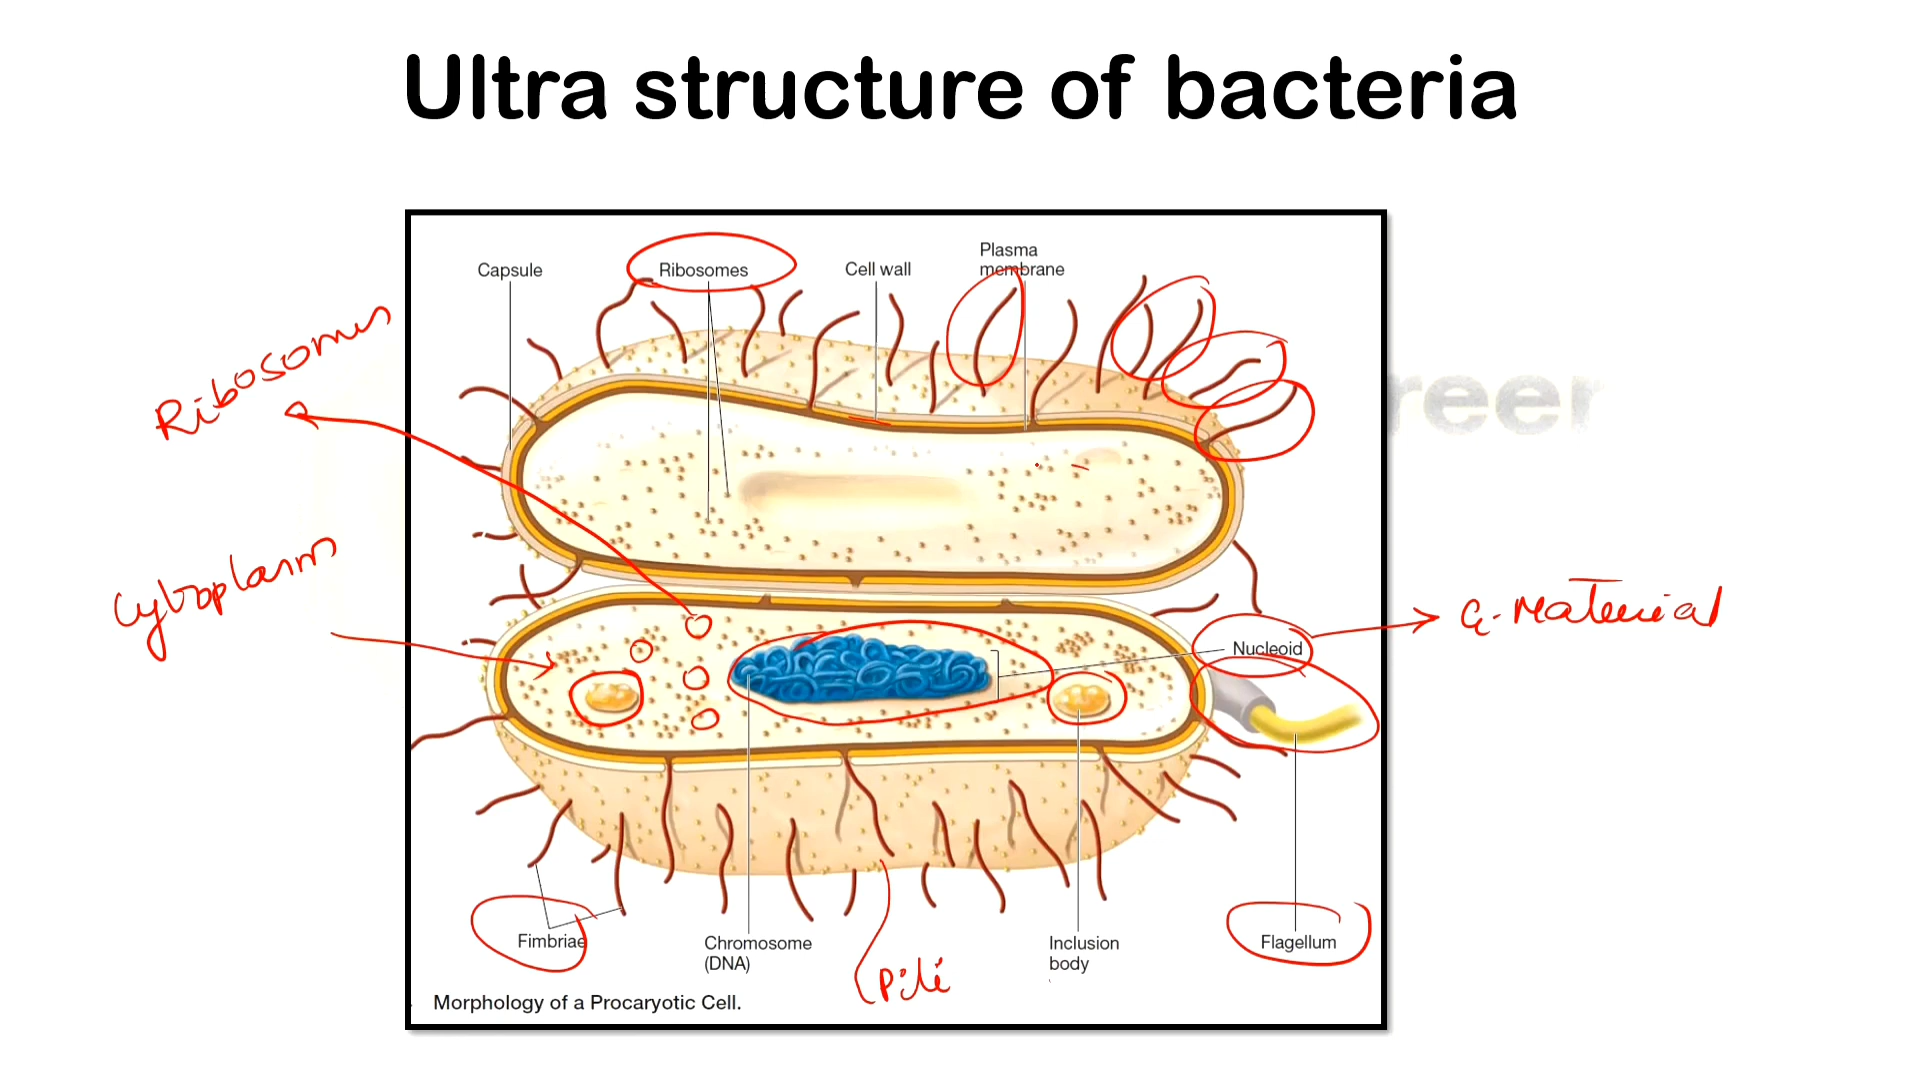 Ultra structure of bacteria
Plasma
membrane
Capsule
Ribosomes
Cell wall
Ribosomes
reer
Cytoplasm
G-Material
Nucleoid
Fimbriae
Chromosome
(DNA)
Pili
Inclusion
body
Flagellum
Morphology of a Procaryotic Cell.